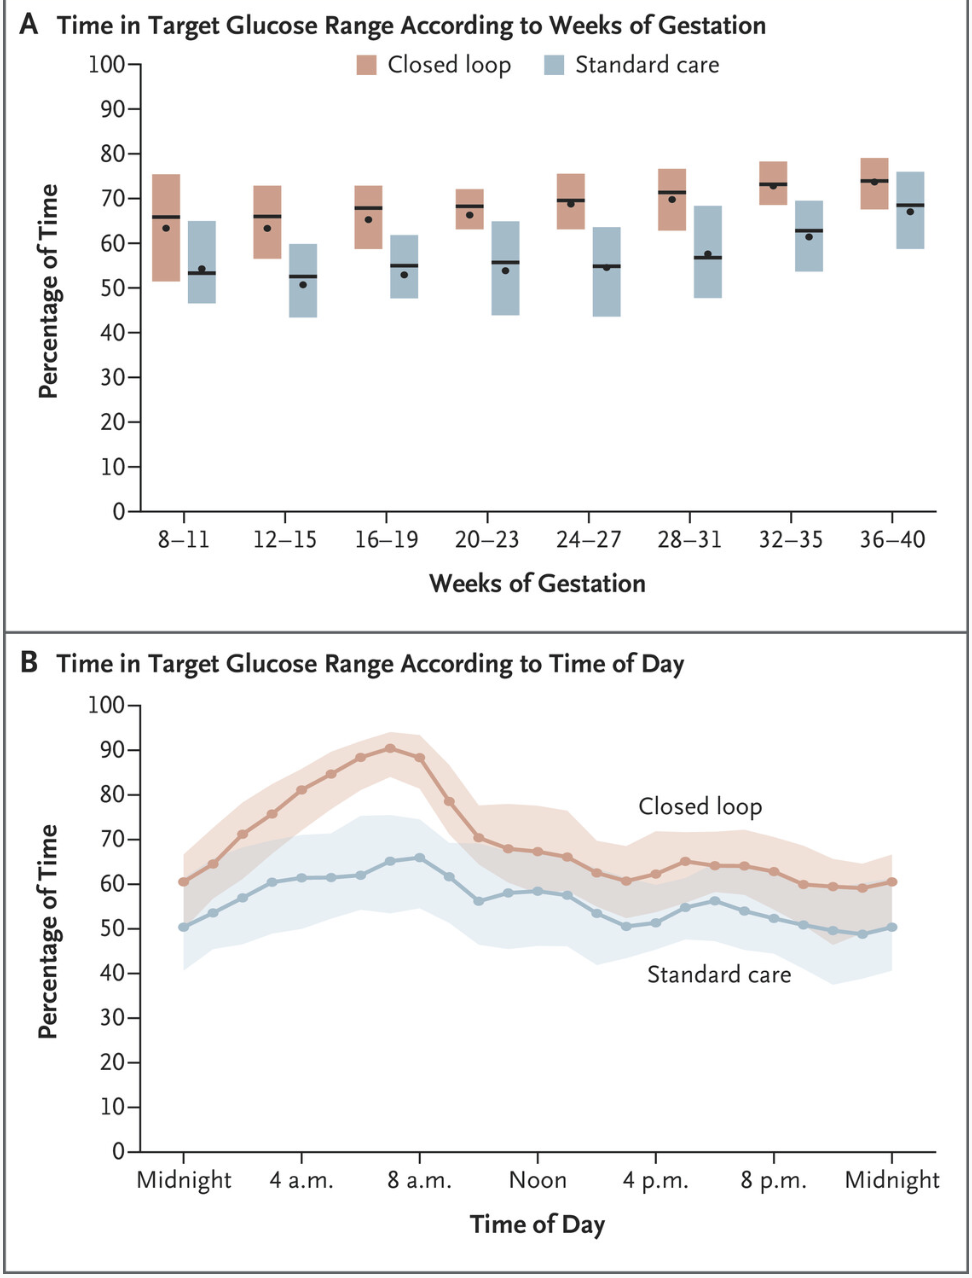 A Time in Target Glucose Range According to Weeks of Gestation
Closed loop
Standard care
Percentage of Time
100
90
80
70
60
50
40
30
20
10
0
8–11 12–15 16–19 20–23 24–27 28–31 32–35 36–40
Weeks of Gestation
B Time in Target Glucose Range According to Time of Day
Percentage of Time
100
90
80
70
60
50
40
30
20
10
0
Closed loop
Standard care
Midnight 4 a.m. 8 a.m. Noon 4 p.m. 8 p.m. Midnight
Time of Day